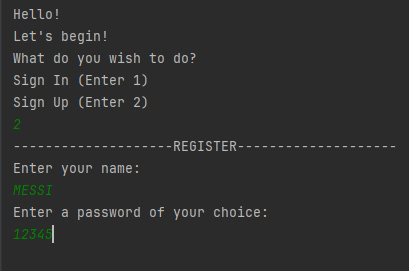 Hello!
Let's begin!
What do you wish to do?
Sign In (Enter 1)
Sign Up (Enter 2)
2
--------------------REGISTER--------------------
Enter your name:
MESSI
Enter a password of your choice:
12345